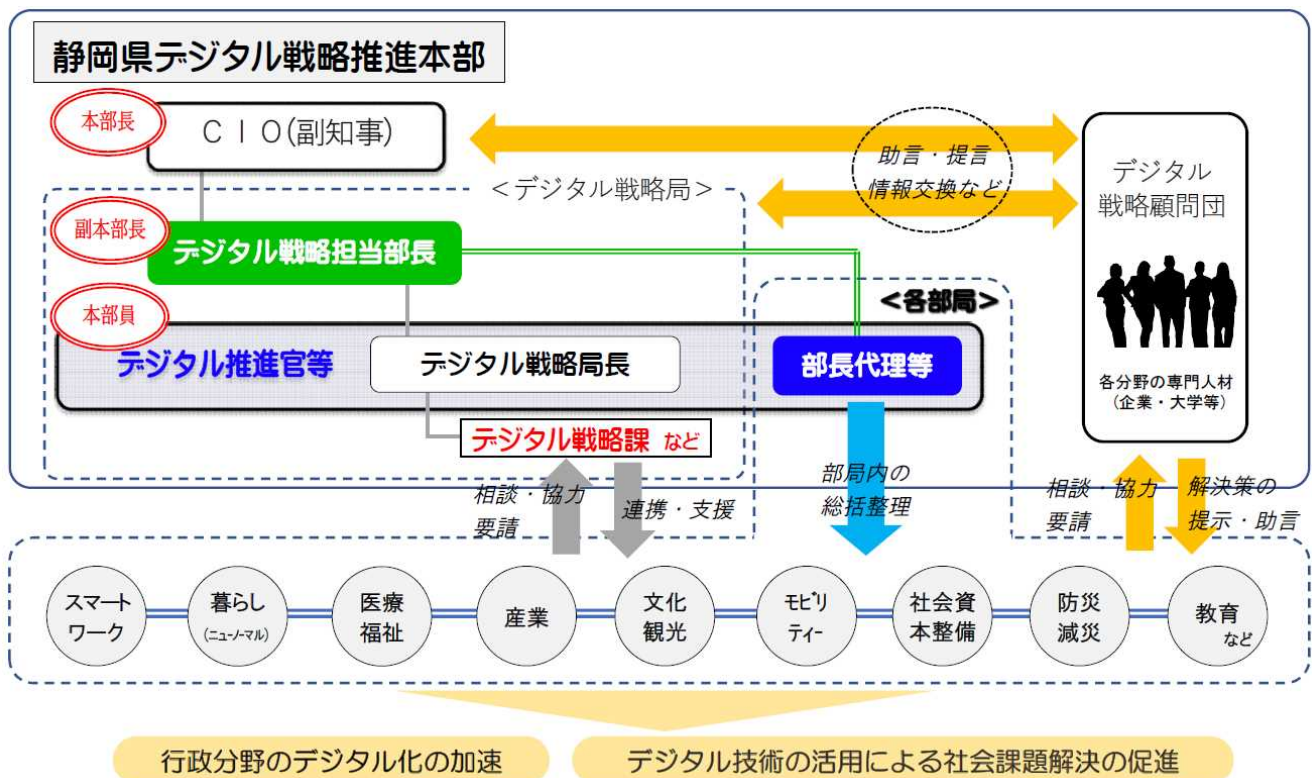 静岡県デジタル戦略推進本部
本部長
CIO(副知事)
助言・提言
情報交換など
デジタル
戦略顧問団
<デジタル戦略局>
副本部長
デジタル戦略担当部長
<各部局>
本部員
デジタル推進官等
デジタル戦略局長
部長代理等
各分野の専門人材
(企業・大学等)
デジタル戦略課 など
相談・協力
要請
連携・支援
部局内の
総括整理
相談・協力
要請
解決策の
提示・助言
スマート
ワーク
暮らし
(ニューノーマル)
医療
福祉
産業
文化
観光
モビリ
ティー
社会資
本整備
防災
減災
教育
など
行政分野のデジタル化の加速
デジタル技術の活用による社会課題解決の促進